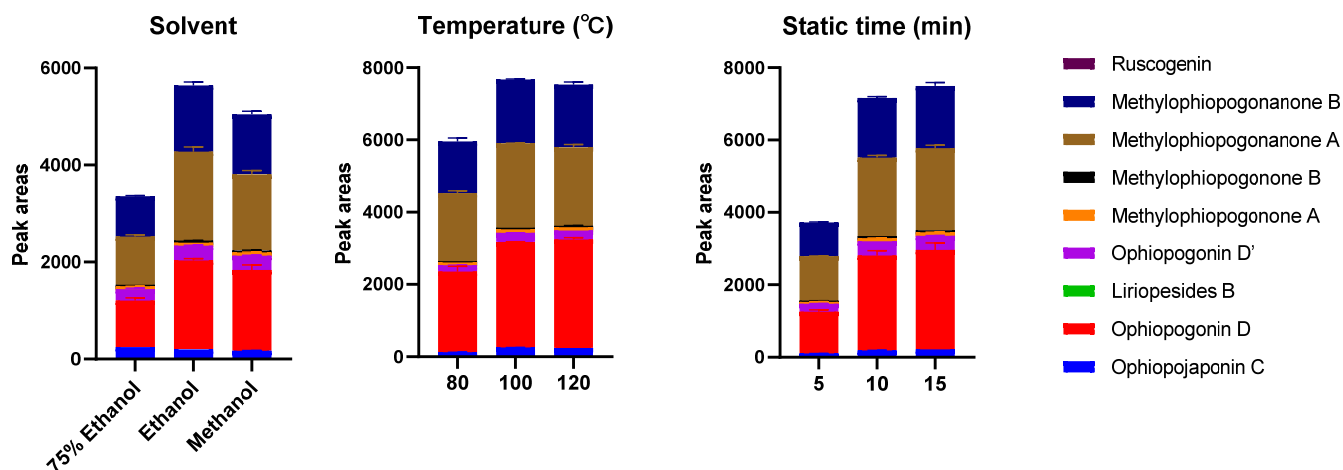 Solvent
Peak areas
6000
4000
2000
0
75% Ethanol
Ethanol
Methanol
Temperature (℃)
Peak areas
8000
6000
4000
2000
0
80
100
120
Static time (min)
Peak areas
8000
6000
4000
2000
0
5
10
15
Ruscogenin
Methylophiopogonanone B
Methylophiopogonanone A
Methylophiopogonone B
Methylophiopogonone A
Ophiopogonin D’
Liriopesides B
Ophiopogonin D
Ophiopojaponin C